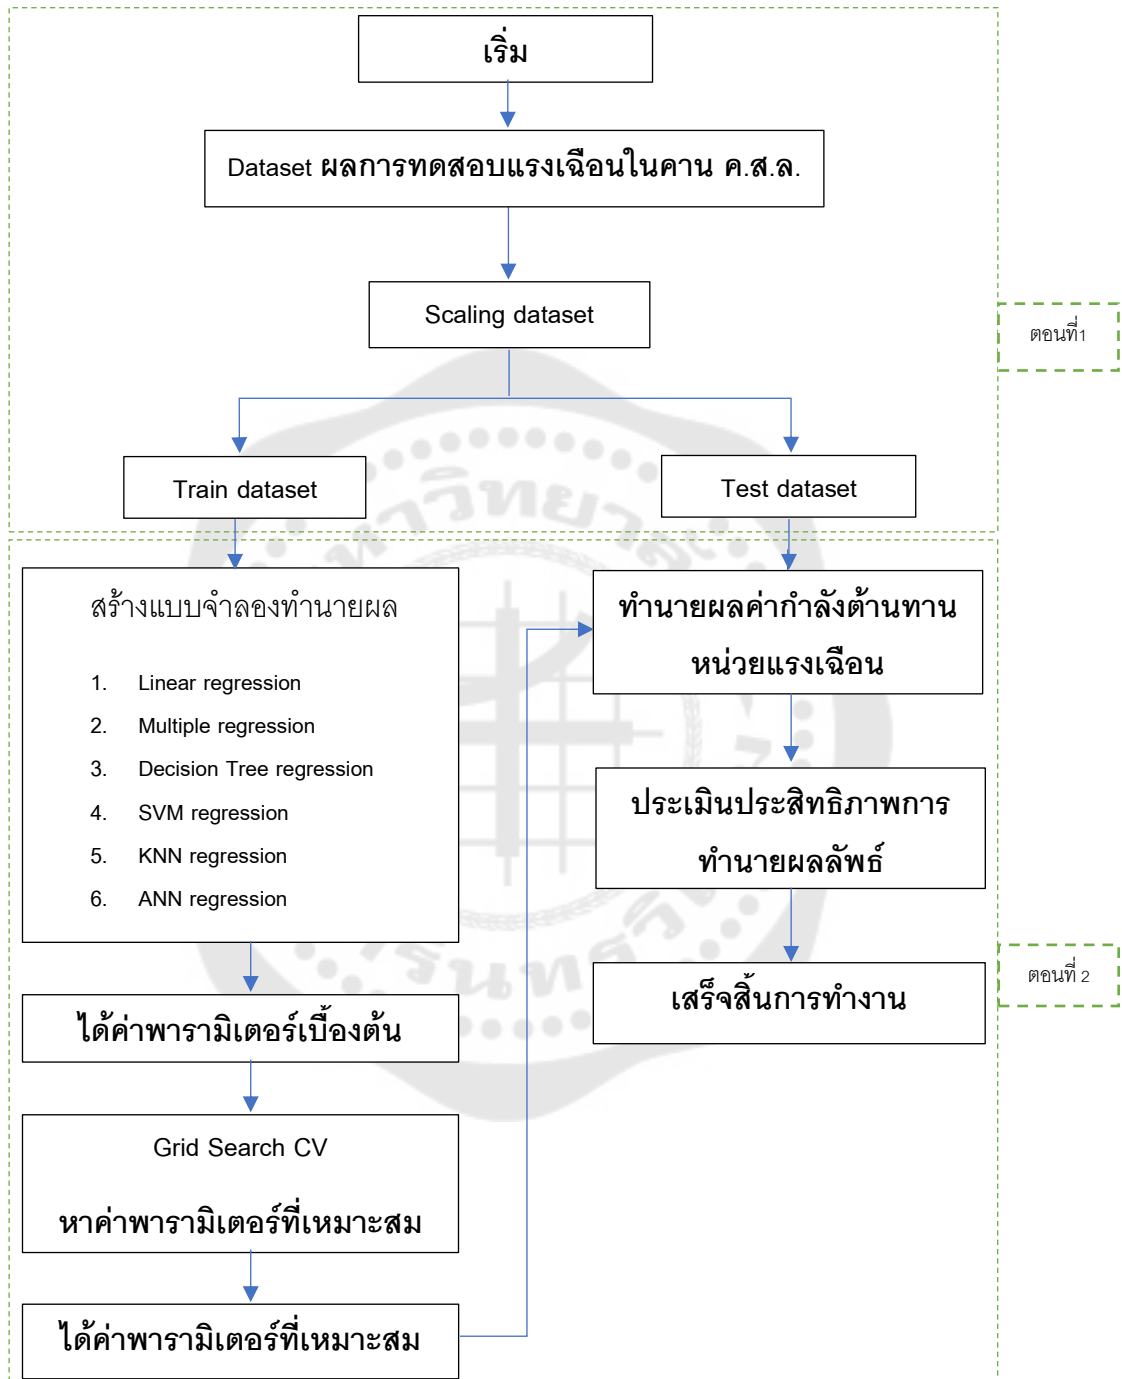 เริ่ม
Dataset ผลการทดสอบแรงเฉือนในคาน ค.ส.ล.
Scaling dataset
ตอนที่1
Train dataset
Test dataset
สร้างแบบจำลองทำนายผล
1. Linear regression
2. Multiple regression
3. Decision Tree regression
4. SVM regression
5. KNN regression
6. ANN regression
ได้ค่าพารามิเตอร์เบื้องต้น
Grid Search CV
หาค่าพารามิเตอร์ที่เหมาะสม
ได้ค่าพารามิเตอร์ที่เหมาะสม
ทำนายผลค่ากำลังต้านทาน
หน่วยแรงเฉือน
ประเมินประสิทธิภาพการ
ทำนายผลลัพธ์
เสร็จสิ้นการทำงาน
ตอนที่ 2